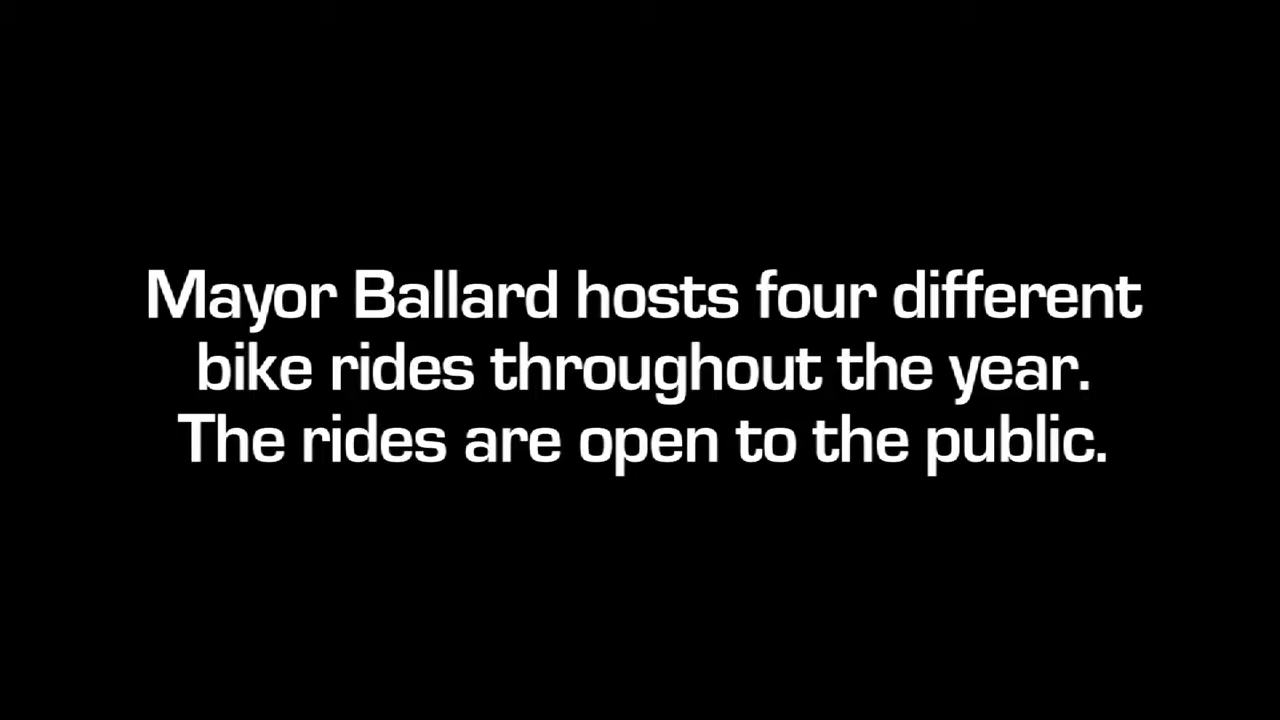 Mayor Ballard hosts four different
bike rides throughout the year.
The rides are open to the public.